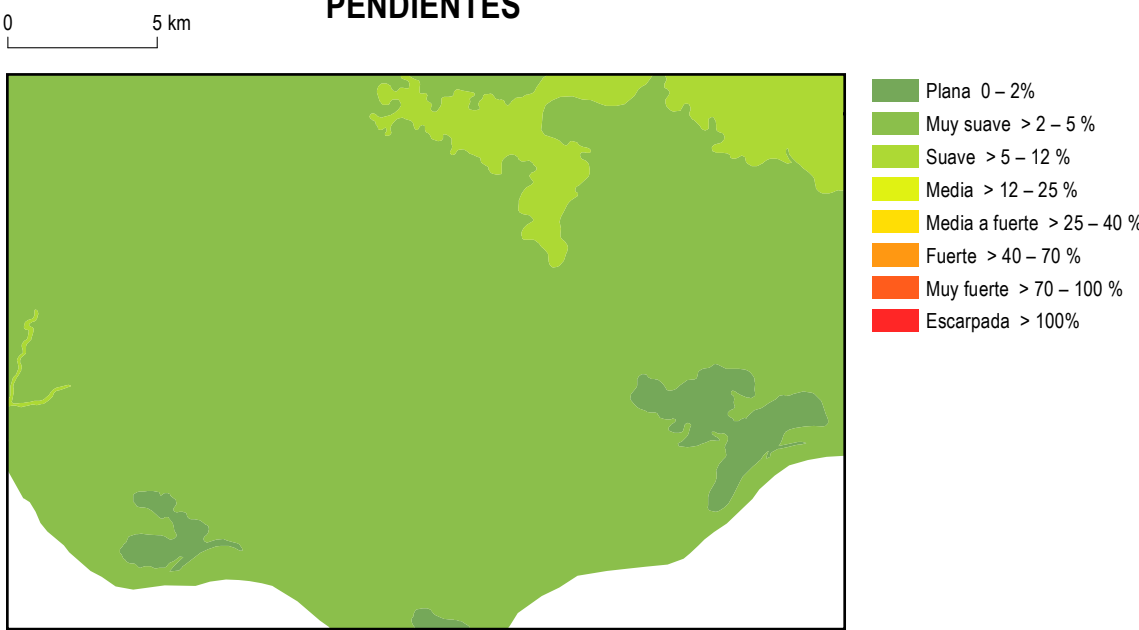 PENDIENTES
0 5 km
Plana 0 – 2%
Muy suave > 2 – 5 %
Suave > 5 – 12 %
Media > 12 – 25 %
Media a fuerte > 25 – 40 %
Fuerte > 40 – 70 %
Muy fuerte > 70 – 100 %
Escarpada > 100%